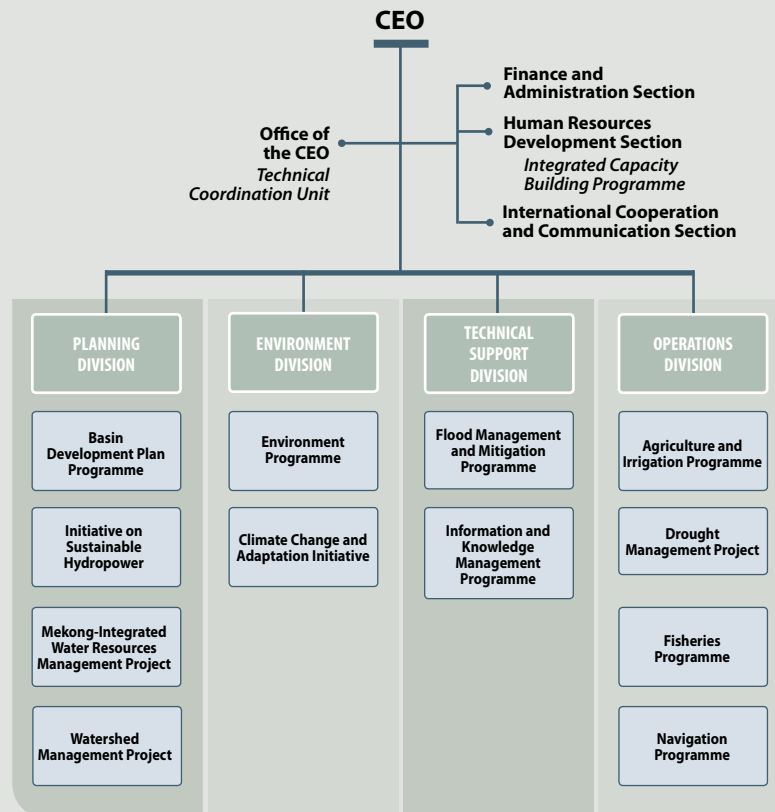 CEO
Finance and
Administration Section
Office of
the CEO
Technical
Coordination Unit
Human Resources
Development Section
Integrated Capacity
Building Programme
International Cooperation
and Communication Section
PLANNING
DIVISION
Basin
Development Plan
Programme
Initiative on
Sustainable
Hydropower
Mekong-Integrated
Water Resources
Management Project
Watershed
Management Project
ENVIRONMENT
DIVISION
Environment
Programme
Climate Change and
Adaptation Initiative
TECHNICAL
SUPPORT
DIVISION
Flood Management
and Mitigation
Programme
Information and
Knowledge
Management
Programme
OPERATIONS
DIVISION
Agriculture and
Irrigation Programme
Drought
Management Project
Fisheries
Programme
Navigation
Programme